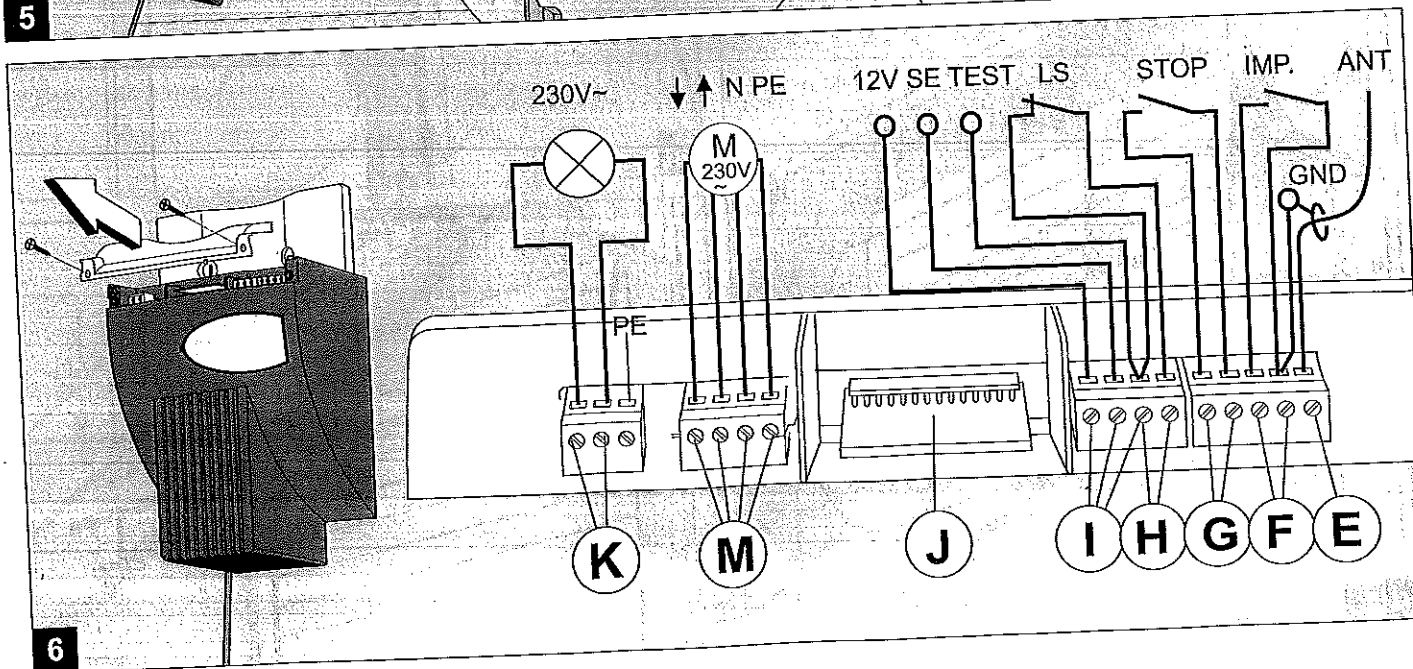 5
230V~
N PE
12V SE TEST LS STOP IMP. ANT
M
230V
~
GND
PE
K M J I H G F E
6